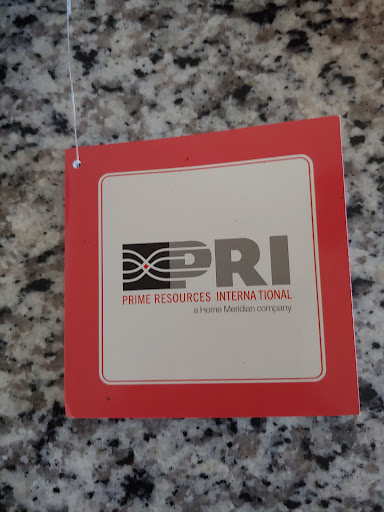 PRI
PRIME RESOURCES INTERNATIONAL
a Home Meridian company